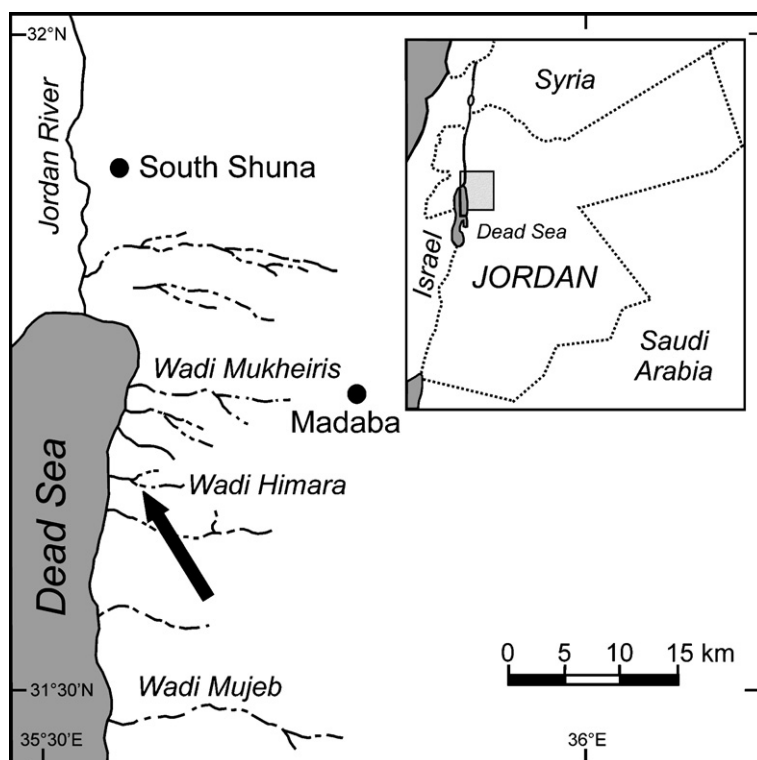 32°N
Jordan River
South Shuna
Wadi Mukheiris
Madaba
Wadi Himara
Dead Sea
Wadi Mujeb
31°30'N
35°30'E
36°E
0 5 10 15 km
Syria
Dead Sea
Israel
JORDAN
Saudi
Arabia